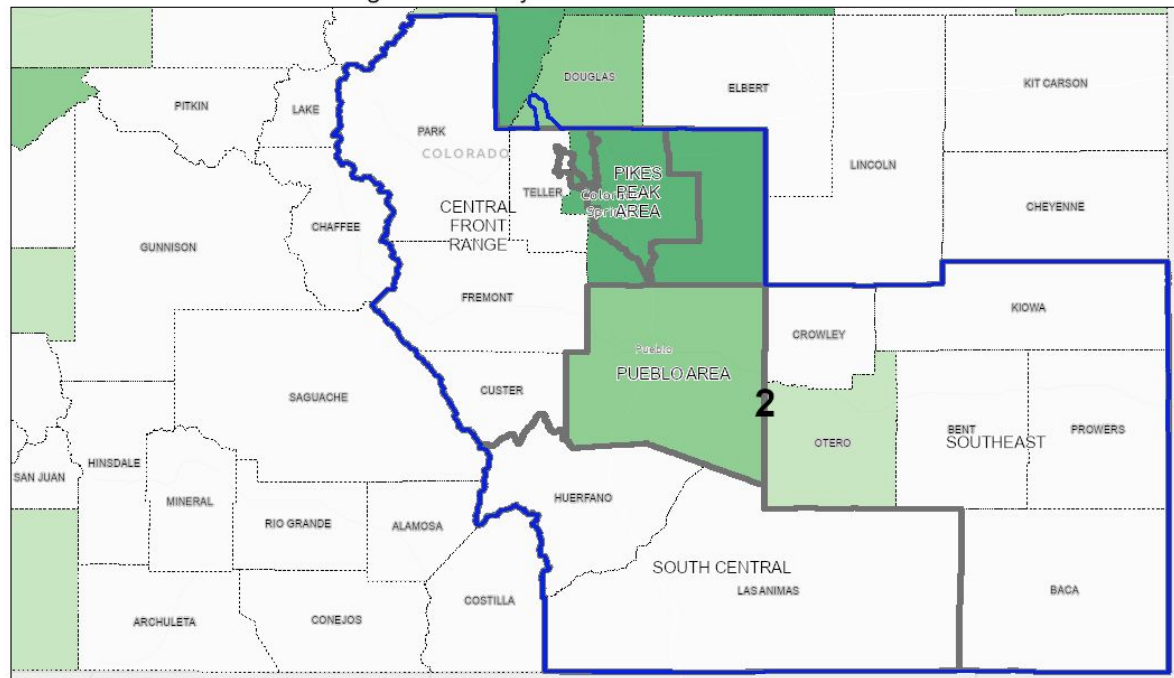 DOUGLAS
ELBERT
KIT CARSON
PITKIN
LAKE
PARK
COLORADO
LINCOLN
PIKES
PEAK
AREA
TELLER
Colorado
Springs
CHEYENNE
CENTRAL
FRONT
RANGE
CHAFFEE
GUNNISON
FREMONT
KIOWA
CROWLEY
Pueblo
PUEBLO AREA
CUSTER
SAGUACHE
2
OTERO
BENT
SOUTHEAST
PROWERS
HINSDALE
SAN JUAN
MINERAL
HUERFANO
RIO GRANDE
ALAMOSA
SOUTH CENTRAL
LAS ANIMAS
BACA
COSTILLA
ARCHULETA
CONEJOS